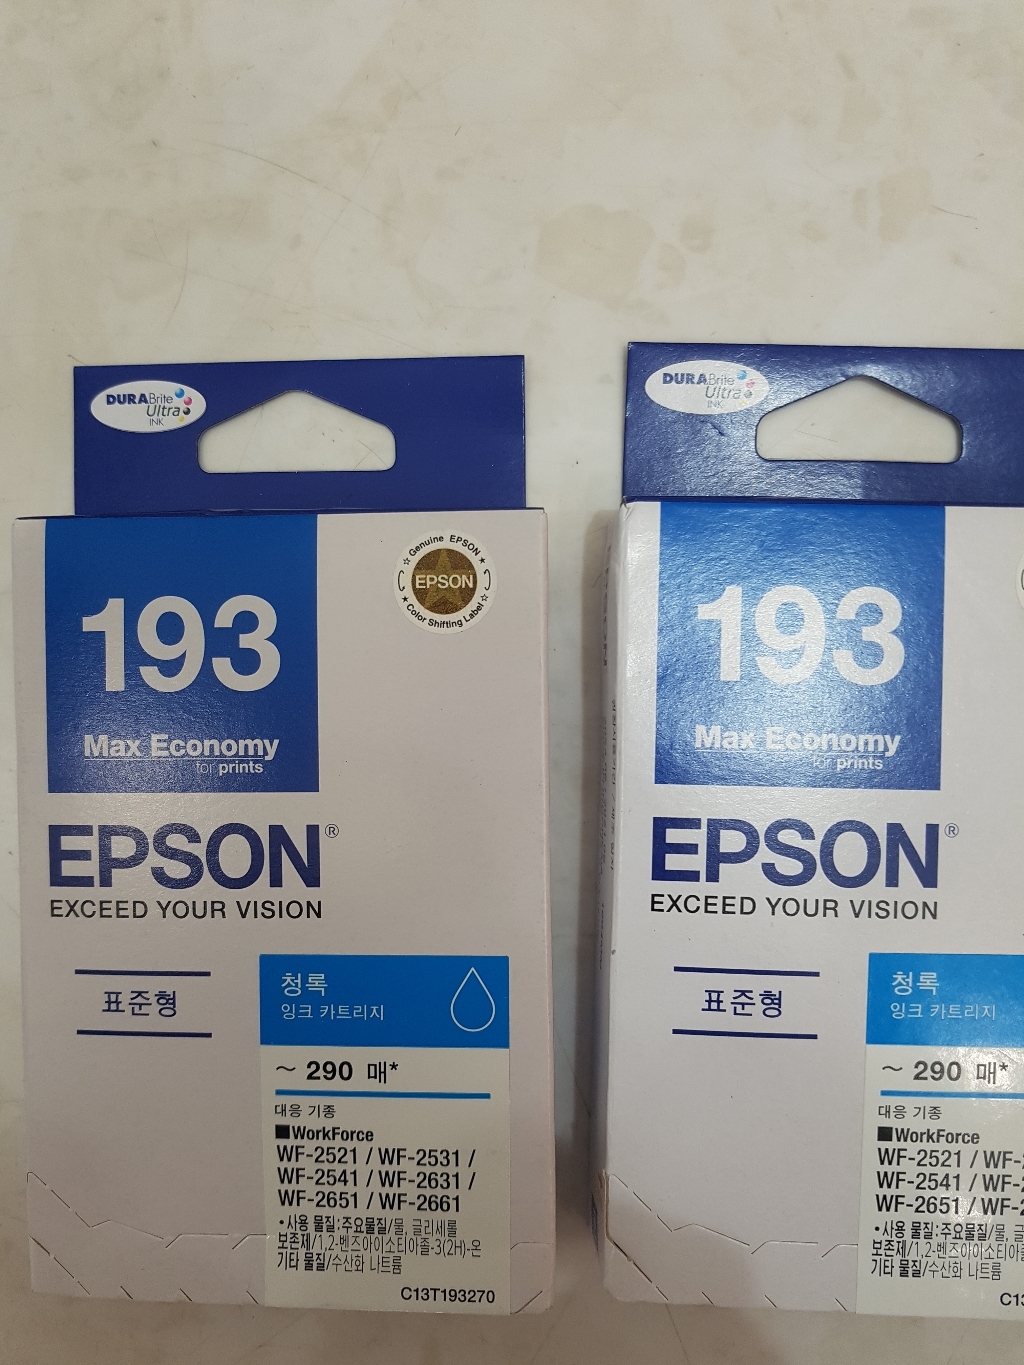 DURABrite
Ultra
INK
193
Max Economy
for prints
Genuine EPSON
EPSON
Color Shifting Label
EPSON®
EXCEED YOUR VISION
표준형
청록
잉크 카트리지
~ 290 매*
대응 기종
■WorkForce
WF-2521 / WF-2531 /
WF-2541 / WF-2631 /
WF-2651 / WF-2661
•사용 물질:주요물질/물, 글리세롤
보존제/1,2-벤즈아이소티아졸-3(2H)-온
기타 물질/수산화 나트륨
C13T193270
DURABrite
Ultra
INK
193
Max Economy
for prints
EPSON®
EXCEED YOUR VISION
표준형
청록
잉크 카트리지
~ 290 매*
대응 기종
■WorkForce
WF-2521 / WF-
WF-2541 / WF-
WF-2651 / WF-
•사용 물질:주요물질/물,
보존제/1,2-벤즈아이소티아
기타 물질/수산화 나트륨